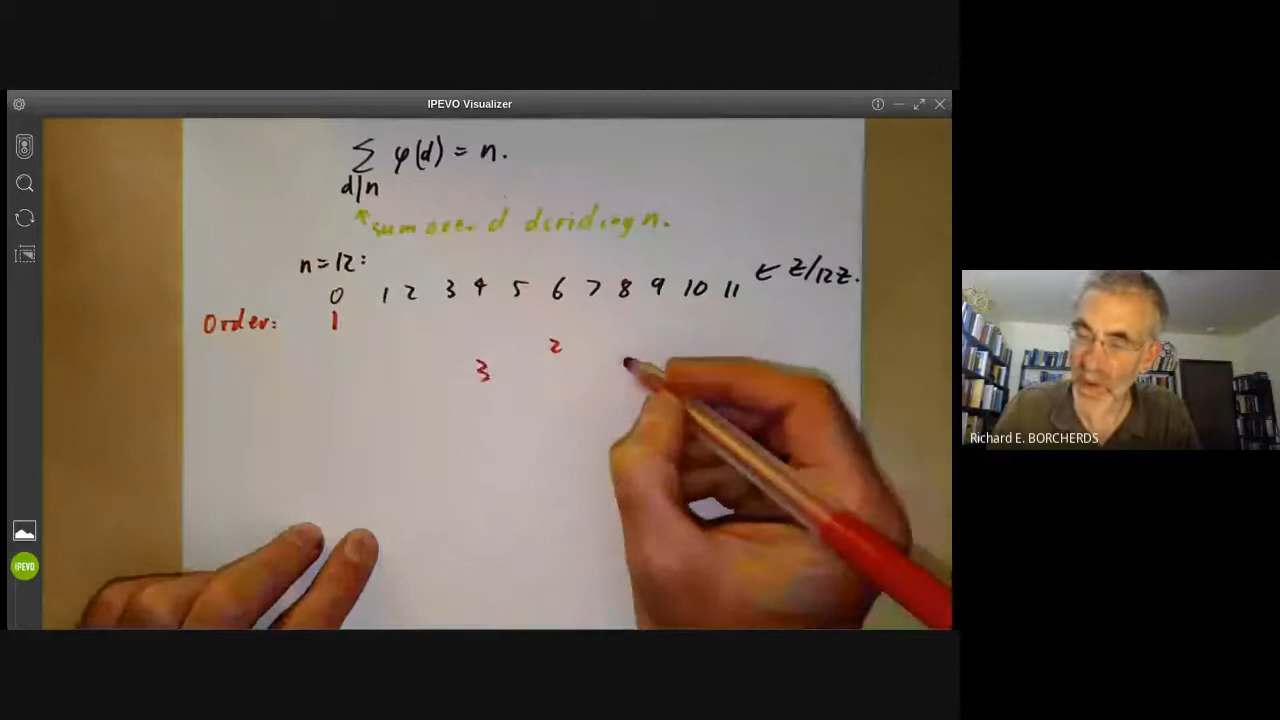 IPEVO Visualizer
∑ φ(d) = n.
d|n
↖ sum over d dividing n.
n=12:
0 1 2 3 4 5 6 7 8 9 10 11 ← Z/12Z.
Order: 1
2
3
Richard E. BORCHERDS
IPEVO